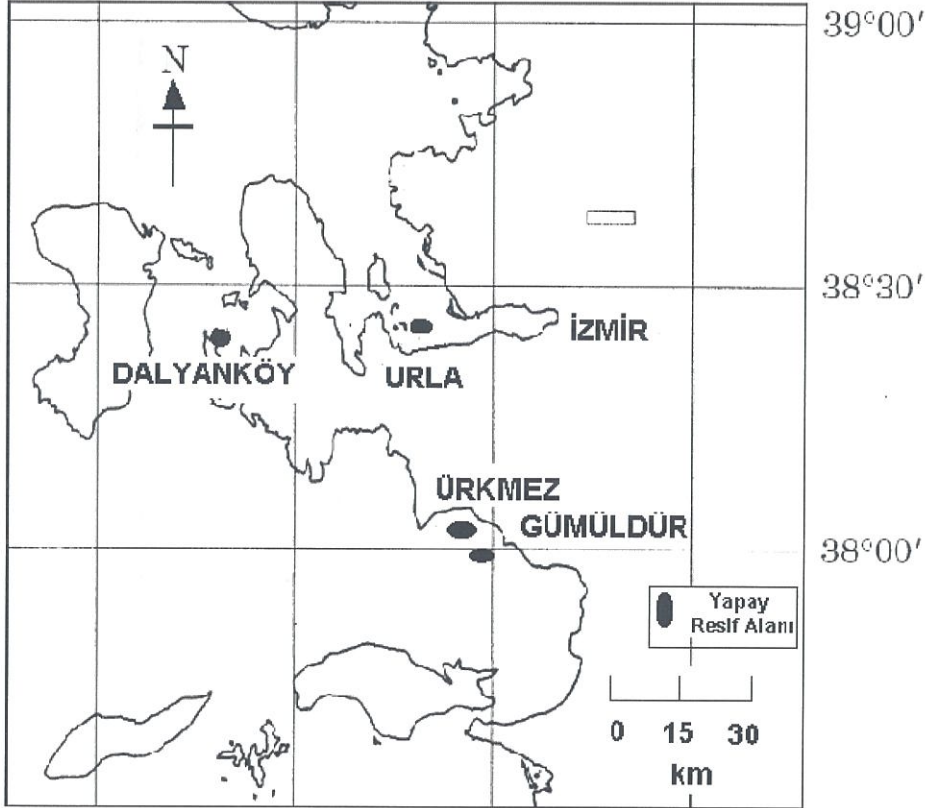 39°00'
N
38°30'
İZMİR
DALYANKÖY
URLA
ÜRKMEZ
GÜMÜLDÜR
38°00'
Yapay
Resif Alanı
0 15 30
km